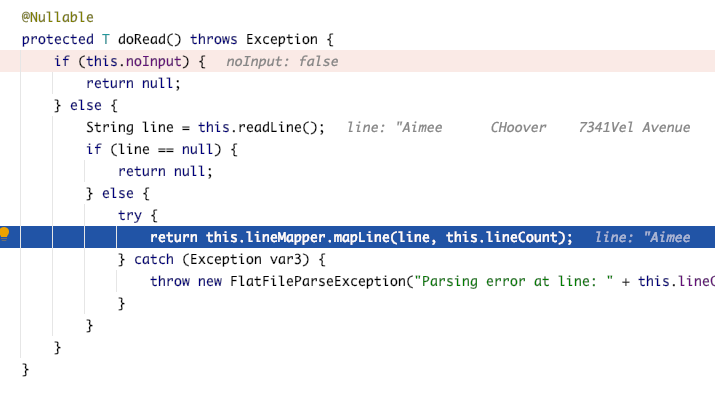 @Nullable
protected T doRead() throws Exception {
if (this.noInput) { noInput: false
return null;
} else {
String line = this.readLine(); line: "Aimee CHoover 7341Vel Avenue
if (line == null) {
return null;
} else {
try {
return this.lineMapper.mapLine(line, this.lineCount); line: "Aimee
} catch (Exception var3) {
throw new FlatFileParseException("Parsing error at line: " + this.lineC
}
}
}
}